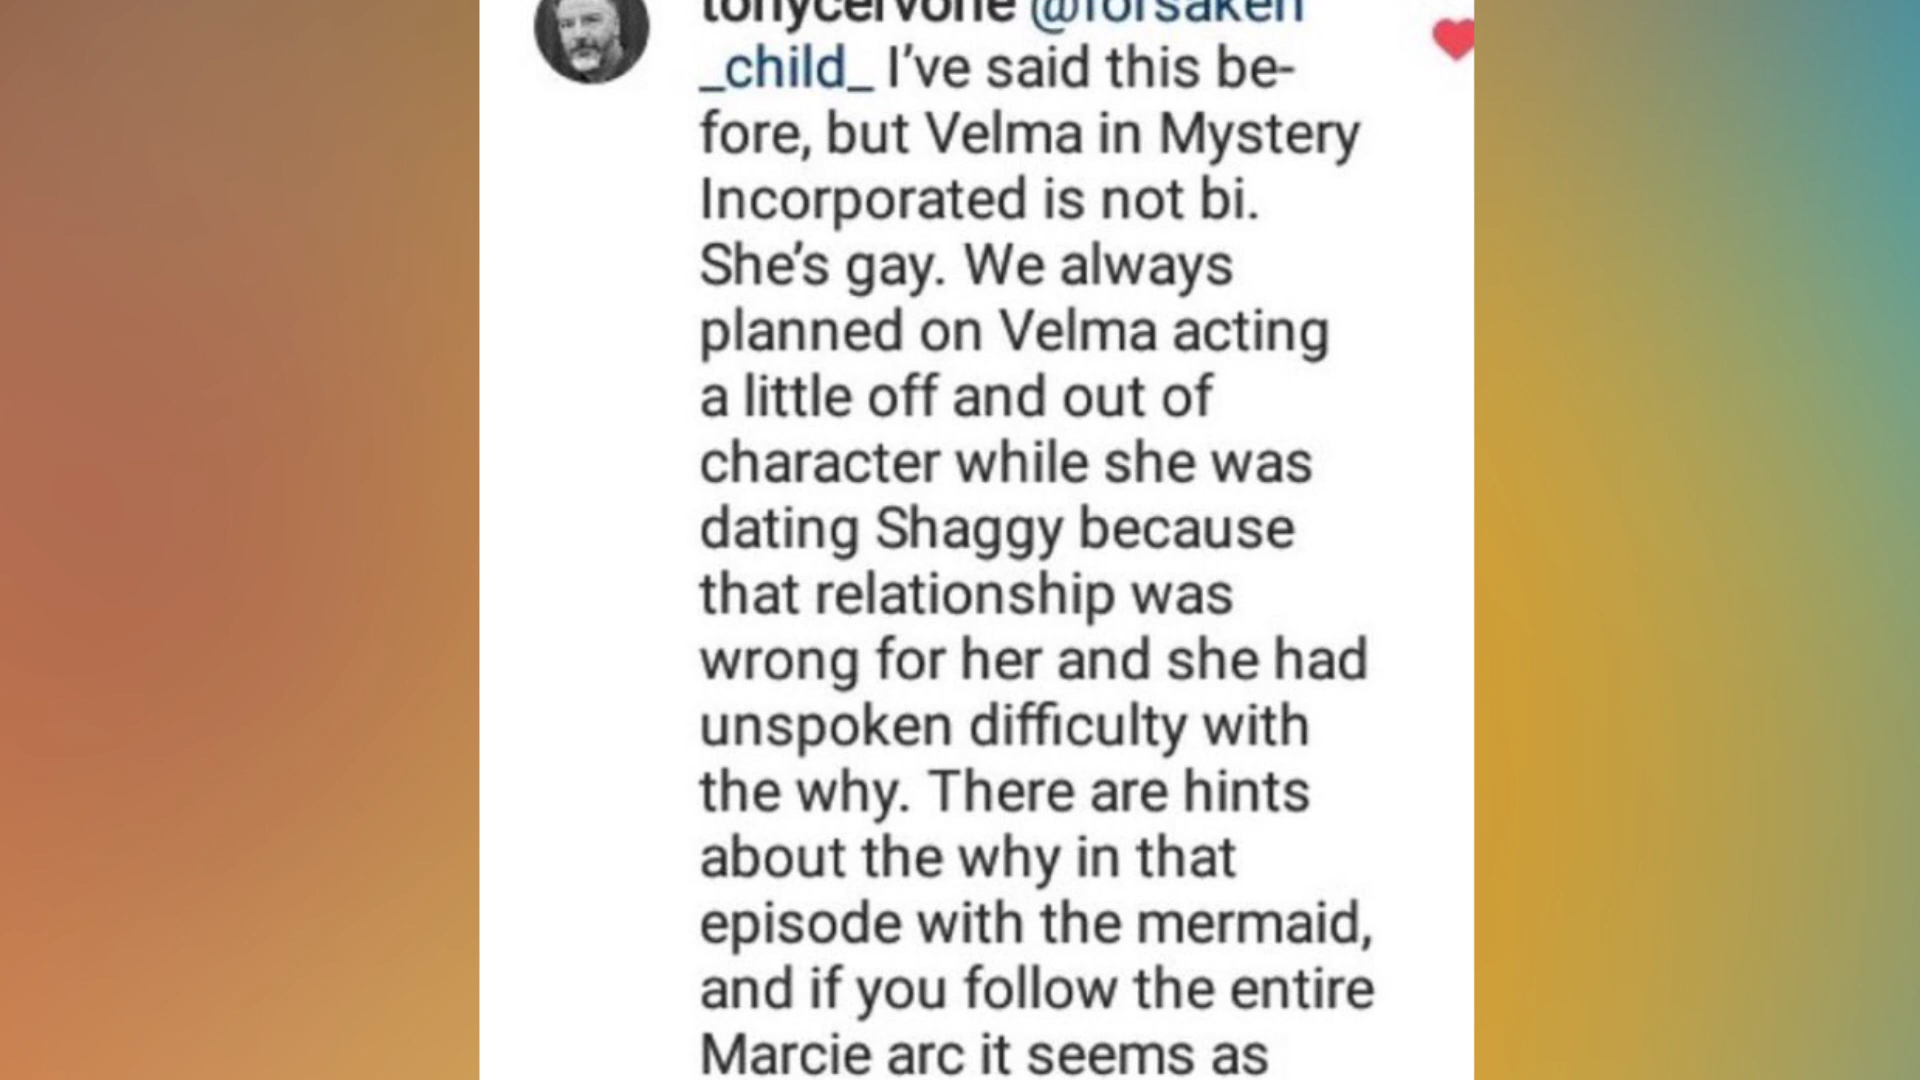 tonycervone @forsaken
_child_ I've said this be-
fore, but Velma in Mystery
Incorporated is not bi.
She's gay. We always
planned on Velma acting
a little off and out of
character while she was
dating Shaggy because
that relationship was
wrong for her and she had
unspoken difficulty with
the why. There are hints
about the why in that
episode with the mermaid,
and if you follow the entire
Marcie arc it seems as